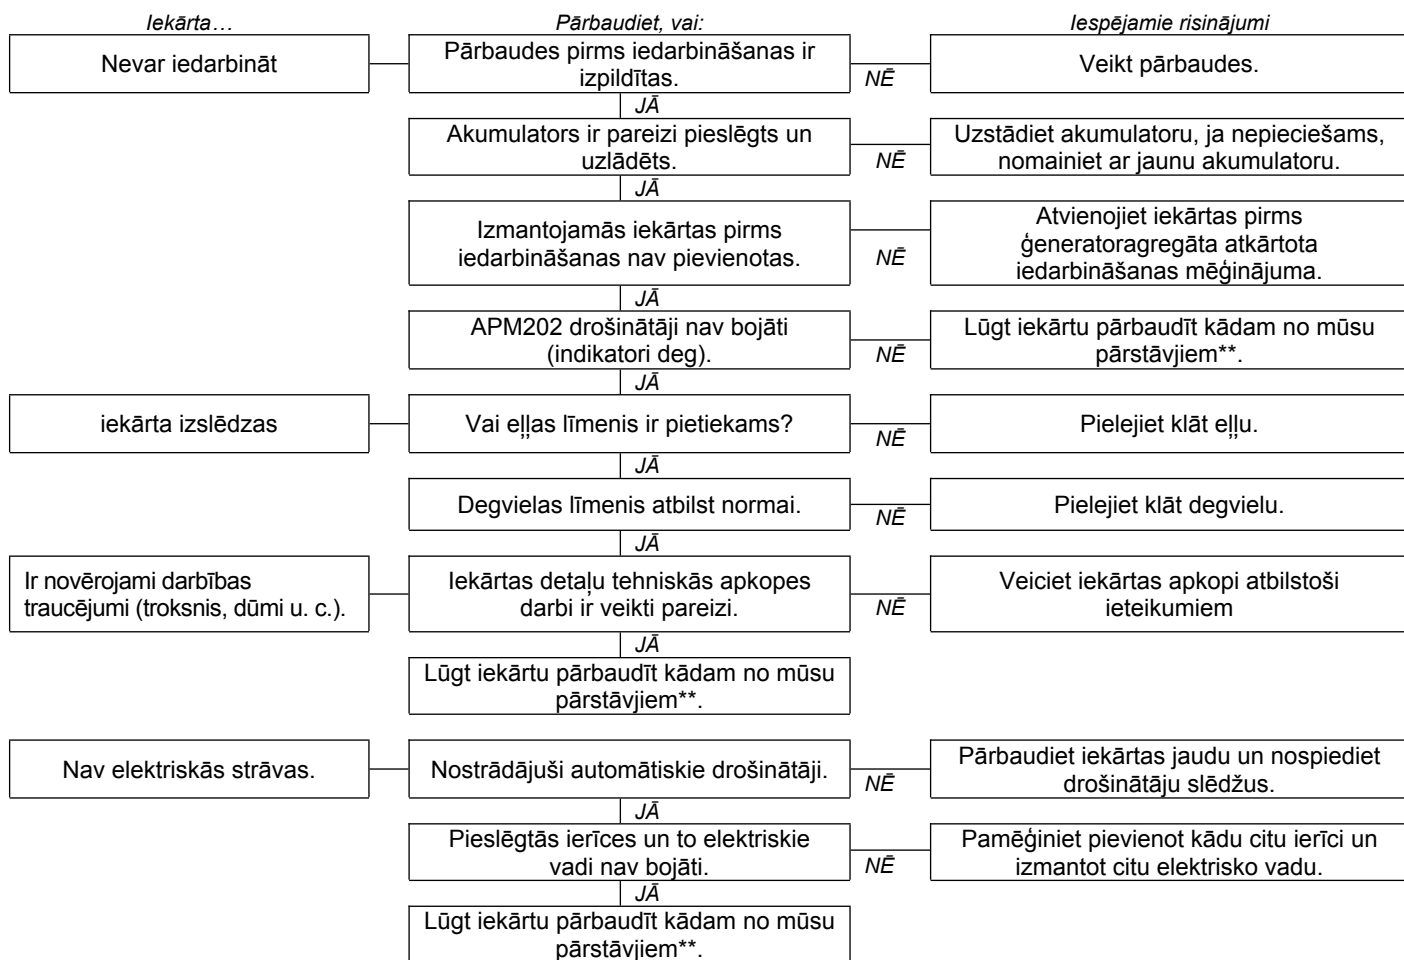 Iekārta…
Pārbaudiet, vai:
Iespējamie risinājumi
Nevar iedarbināt
Pārbaudes pirms iedarbināšanas ir
izpildītas.
NĒ
Veikt pārbaudes.
JĀ
Akumulators ir pareizi pieslēgts un
uzlādēts.
NĒ
Uzstādiet akumulatoru, ja nepieciešams,
nomainiet ar jaunu akumulatoru.
JĀ
Izmantojamās iekārtas pirms
iedarbināšanas nav pievienotas.
NĒ
Atvienojiet iekārtas pirms
ģeneratoragregāta atkārtota
iedarbināšanas mēģinājuma.
JĀ
APM202 drošinātāji nav bojāti
(indikatori deg).
NĒ
Lūgt iekārtu pārbaudīt kādam no mūsu
pārstāvjiem**.
JĀ
iekārta izslēdzas
Vai eļļas līmenis ir pietiekams?
NĒ
Pielejiet klāt eļļu.
JĀ
Degvielas līmenis atbilst normai.
NĒ
Pielejiet klāt degvielu.
JĀ
Ir novērojami darbības
traucējumi (troksnis, dūmi u. c.).
Iekārtas detaļu tehniskās apkopes
darbi ir veikti pareizi.
NĒ
Veiciet iekārtas apkopi atbilstoši
ieteikumiem
JĀ
Lūgt iekārtu pārbaudīt kādam no mūsu
pārstāvjiem**.
Nav elektriskās strāvas.
Nostrādājuši automātiskie drošinātāji.
NĒ
Pārbaudiet iekārtas jaudu un nospiediet
drošinātāju slēdžus.
JĀ
Pieslēgtās ierīces un to elektriskie
vadi nav bojāti.
NĒ
Pamēģiniet pievienot kādu citu ierīci un
izmantot citu elektrisko vadu.
JĀ
Lūgt iekārtu pārbaudīt kādam no mūsu
pārstāvjiem**.